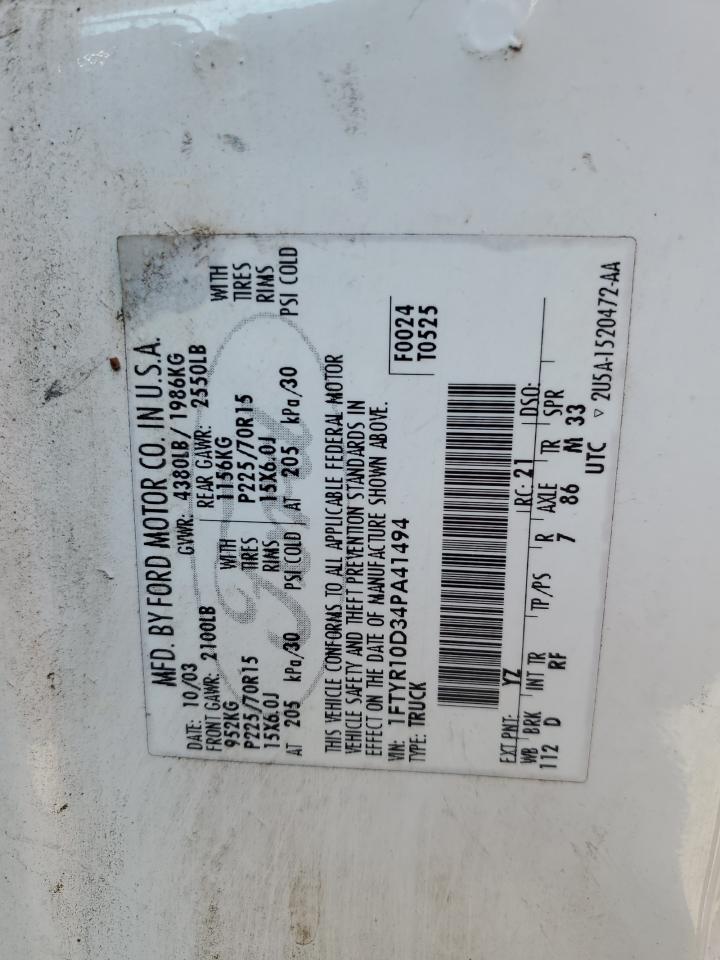 MFD. BY FORD MOTOR CO. IN U.S.A.
DATE: 10/03 GVWR: 4380LB/ 1986KG
FRONT GAWR: 2100LB REAR GAWR: 2550LB
952KG WITH 1156KG WITH
P225/70R15 TIRES P225/70R15 TIRES
15X6.0J RIMS 15X6.0J RIMS
AT 205 kPa/30 PSI COLD AT 205 kPa/30 PSI COLD
THIS VEHICLE CONFORMS TO ALL APPLICABLE FEDERAL MOTOR
VEHICLE SAFETY AND THEFT PREVENTION STANDARDS IN
EFFECT ON THE DATE OF MANUFACTURE SHOWN ABOVE.
VIN: 1FTYR10D34PA41494 F0024
TYPE: TRUCK T0525
EXT PNT: YZ RC: 21 DSO:
WB BRK INT TR TP/PS R AXLE TR SPR
112 D RF 7 86 M 33
UTC ▽ 2U5A-1520472-AA
Ford